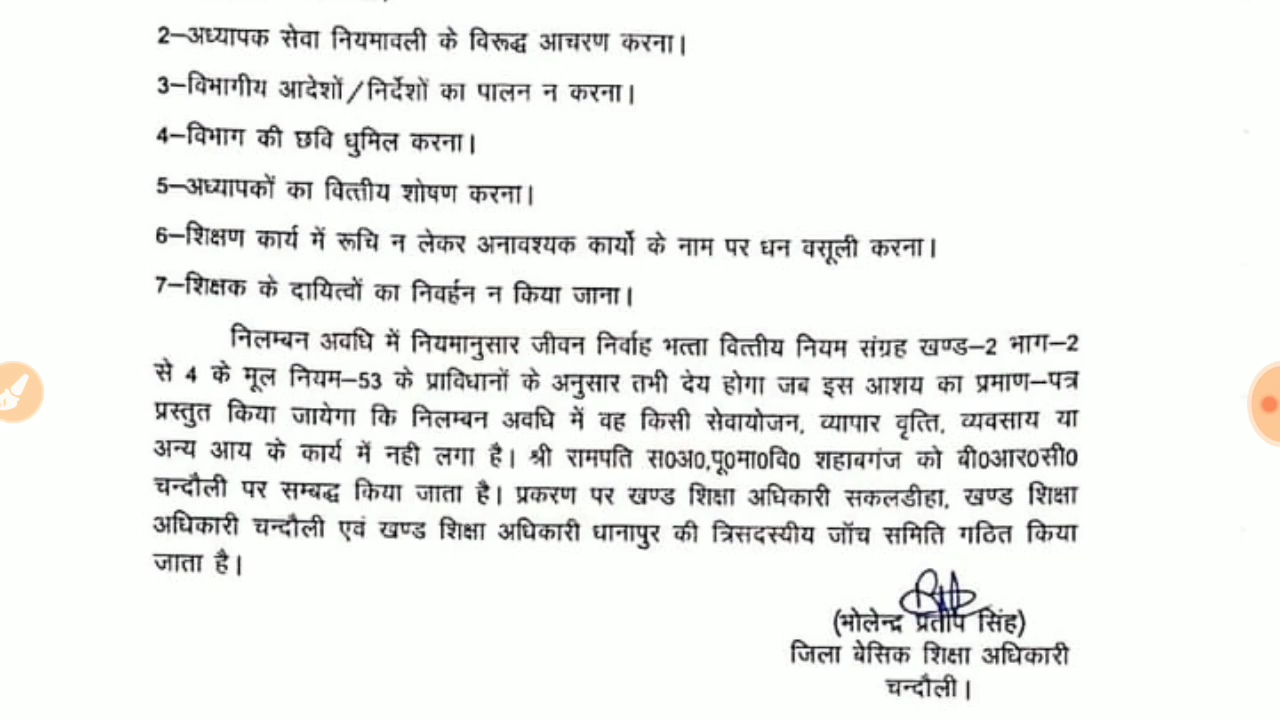 2–अध्यापक सेवा नियमावली के विरूद्ध आचरण करना।
3–विभागीय आदेशों/निर्देशों का पालन न करना।
4–विभाग की छवि धुमिल करना।
5–अध्यापकों का वित्तीय शोषण करना।
6–शिक्षण कार्य में रूचि न लेकर अनावश्यक कार्यो के नाम पर धन वसूली करना।
7–शिक्षक के दायित्वों का निवर्हन न किया जाना।
निलम्बन अवधि में नियमानुसार जीवन निर्वाह भत्ता वित्तीय नियम संग्रह खण्ड–2 भाग–2
से 4 के मूल नियम–53 के प्राविधानों के अनुसार तभी देय होगा जब इस आशय का प्रमाण–पत्र
प्रस्तुत किया जायेगा कि निलम्बन अवधि में वह किसी सेवायोजन, व्यापार वृत्ति, व्यवसाय या
अन्य आय के कार्य में नही लगा है। श्री रामपति स0अ0,पू0मा0वि0 शहाबगंज को बी0आर0सी0
चन्दौली पर सम्बद्ध किया जाता है। प्रकरण पर खण्ड शिक्षा अधिकारी सकलडीहा, खण्ड शिक्षा
अधिकारी चन्दौली एवं खण्ड शिक्षा अधिकारी धानापुर की त्रिसदस्यीय जॉच समिति गठित किया
जाता है।
(भोलेन्द्र प्रताप सिंह)
जिला बेसिक शिक्षा अधिकारी
चन्दौली।